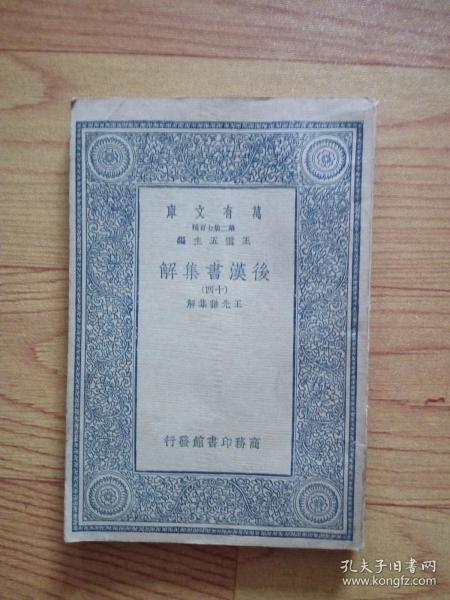 庫文有萬
種百七集二第
編主五雲王
解集書漢後
(四十)
解集謙先王
行發館書印務商
孔夫子旧书网
www.kongfz.com